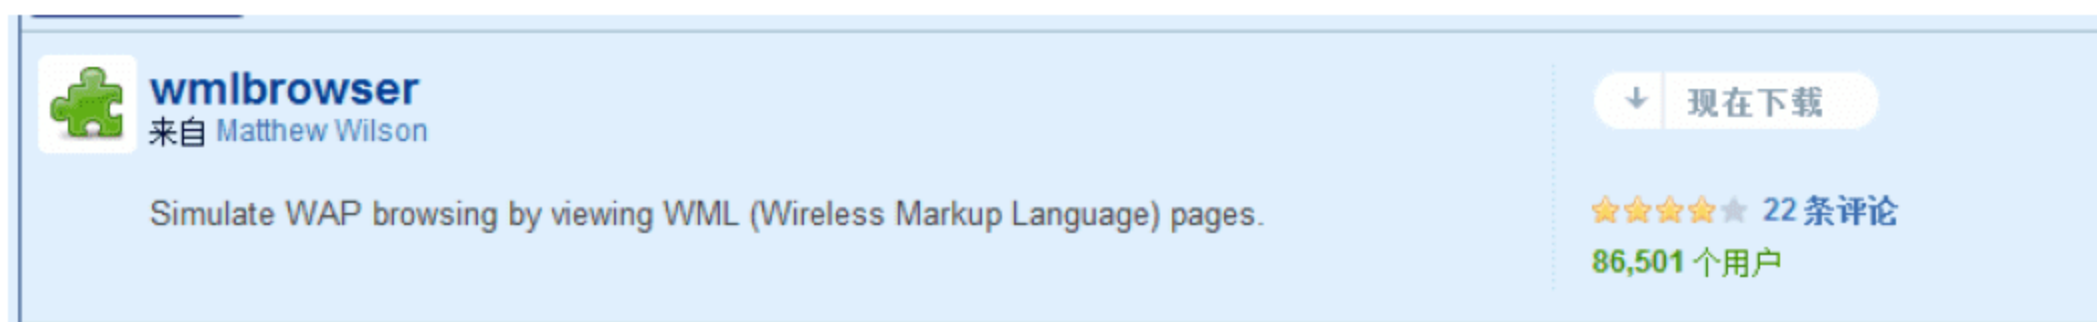 wmlbrowser
来自 Matthew Wilson
现在下载
Simulate WAP browsing by viewing WML (Wireless Markup Language) pages.
22 条评论
86,501 个用户